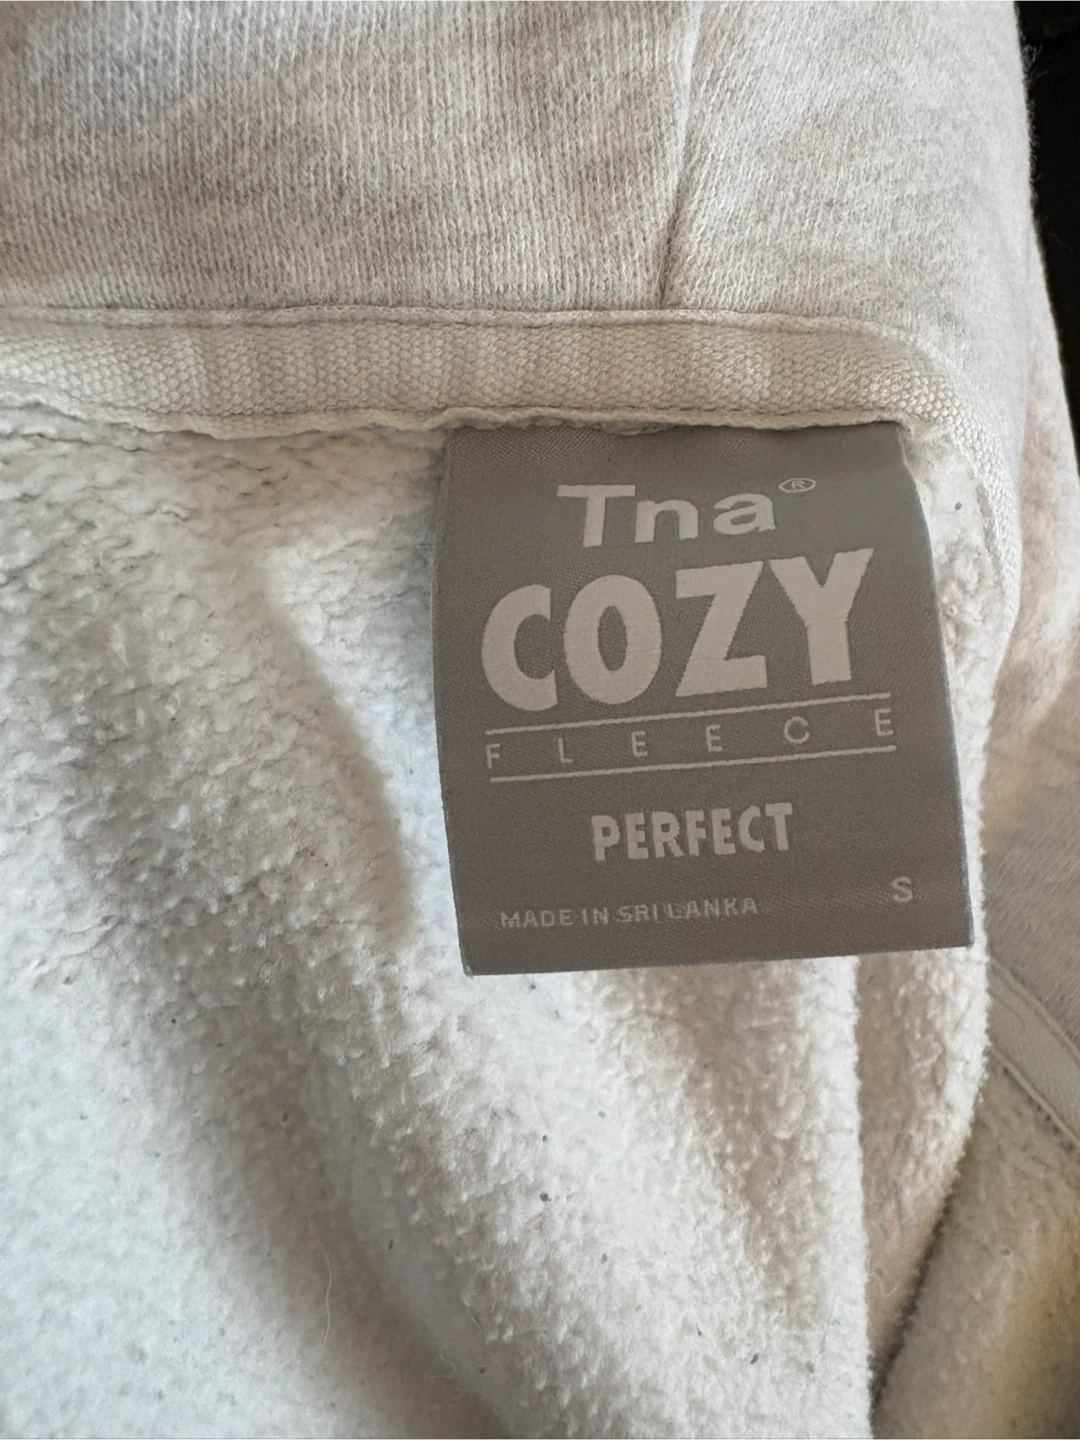 Tna®
COZY
FLEECE
PERFECT
MADE IN SRI LANKA S